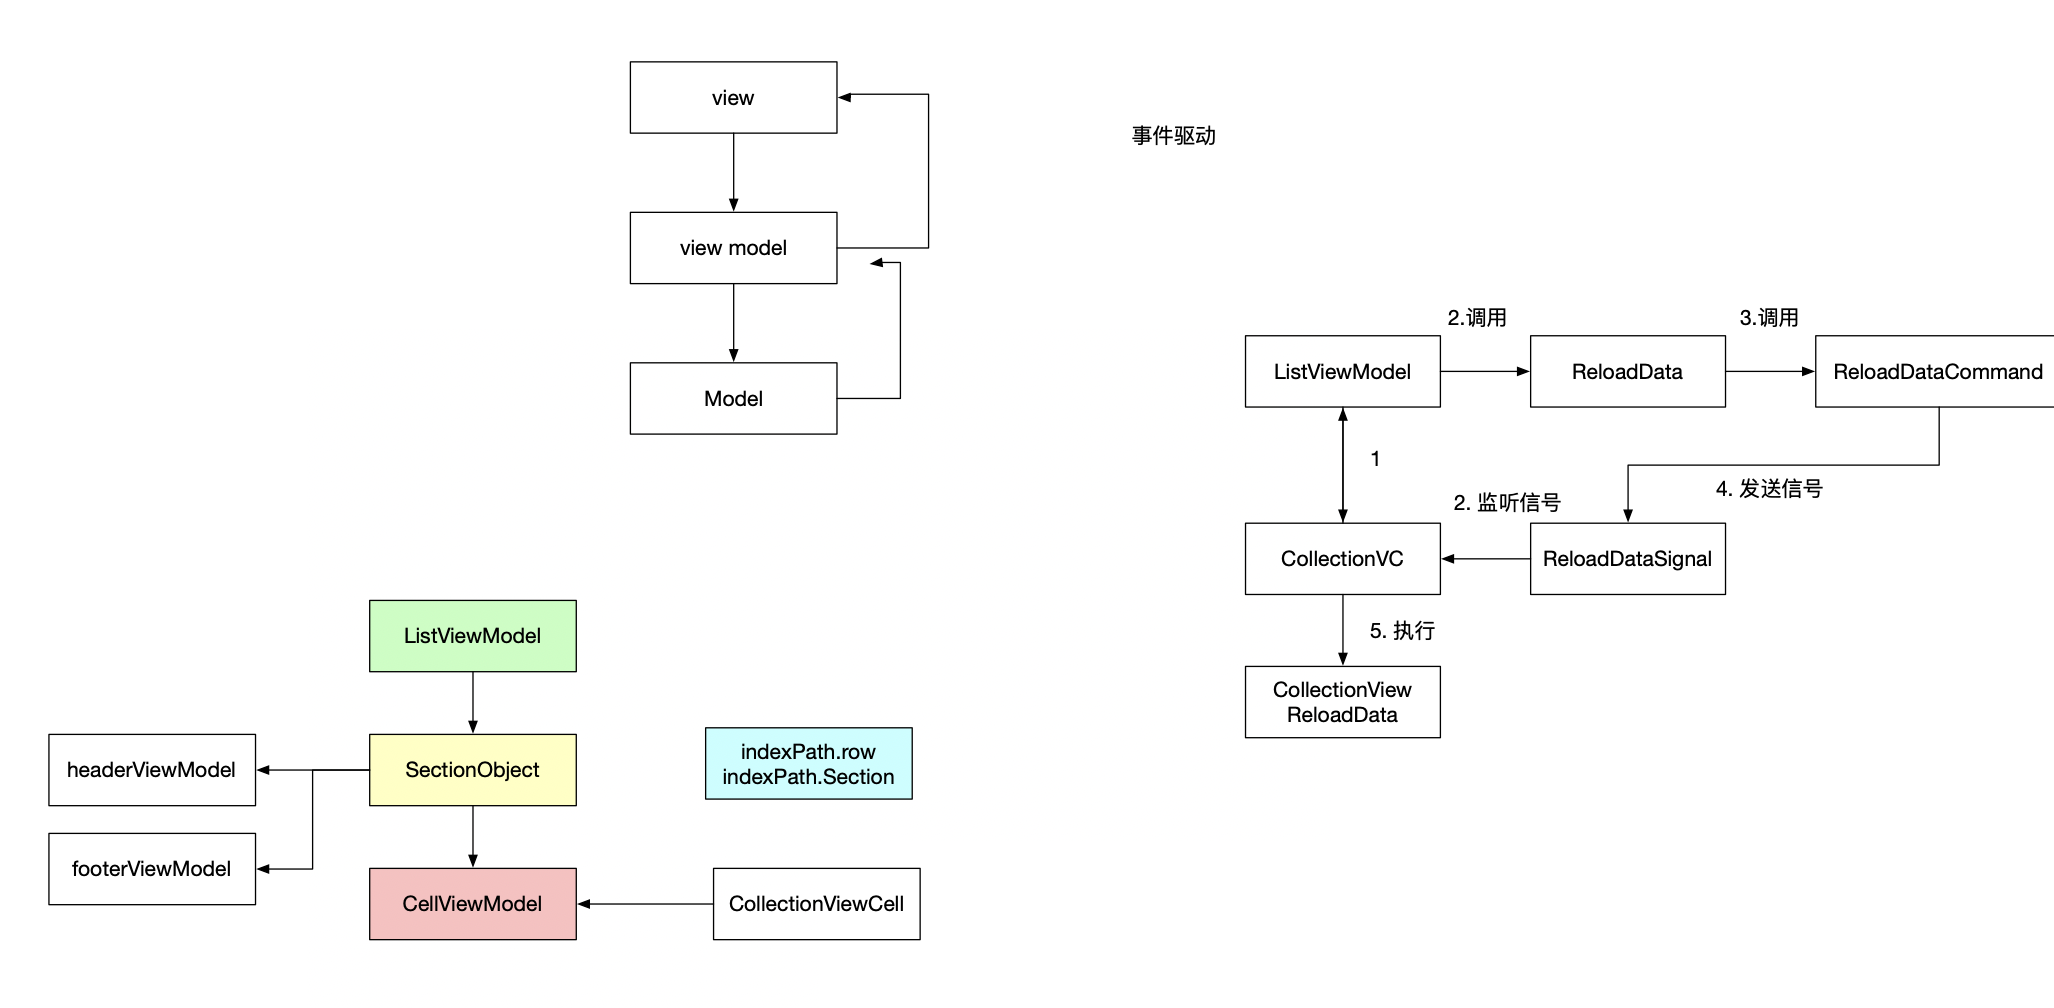 view
事件驱动
view model
Model
2.调用
3.调用
ListViewModel
ReloadData
ReloadDataCommand
1
2. 监听信号
4. 发送信号
CollectionVC
ReloadDataSignal
5. 执行
CollectionView
ReloadData
ListViewModel
headerViewModel
SectionObject
indexPath.row
indexPath.Section
footerViewModel
CellViewModel
CollectionViewCell